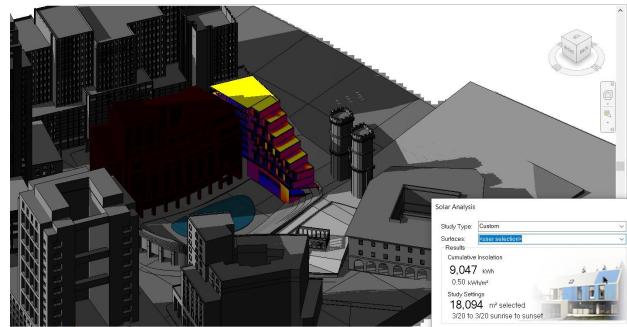 Solar Analysis
Study Type: Custom
Surfaces: <user selection>
Results
Cumulative Insolation
9,047 kWh
0.50 kWh/m²
Study Settings
18,094 m² selected
3/20 to 3/20 sunrise to sunset